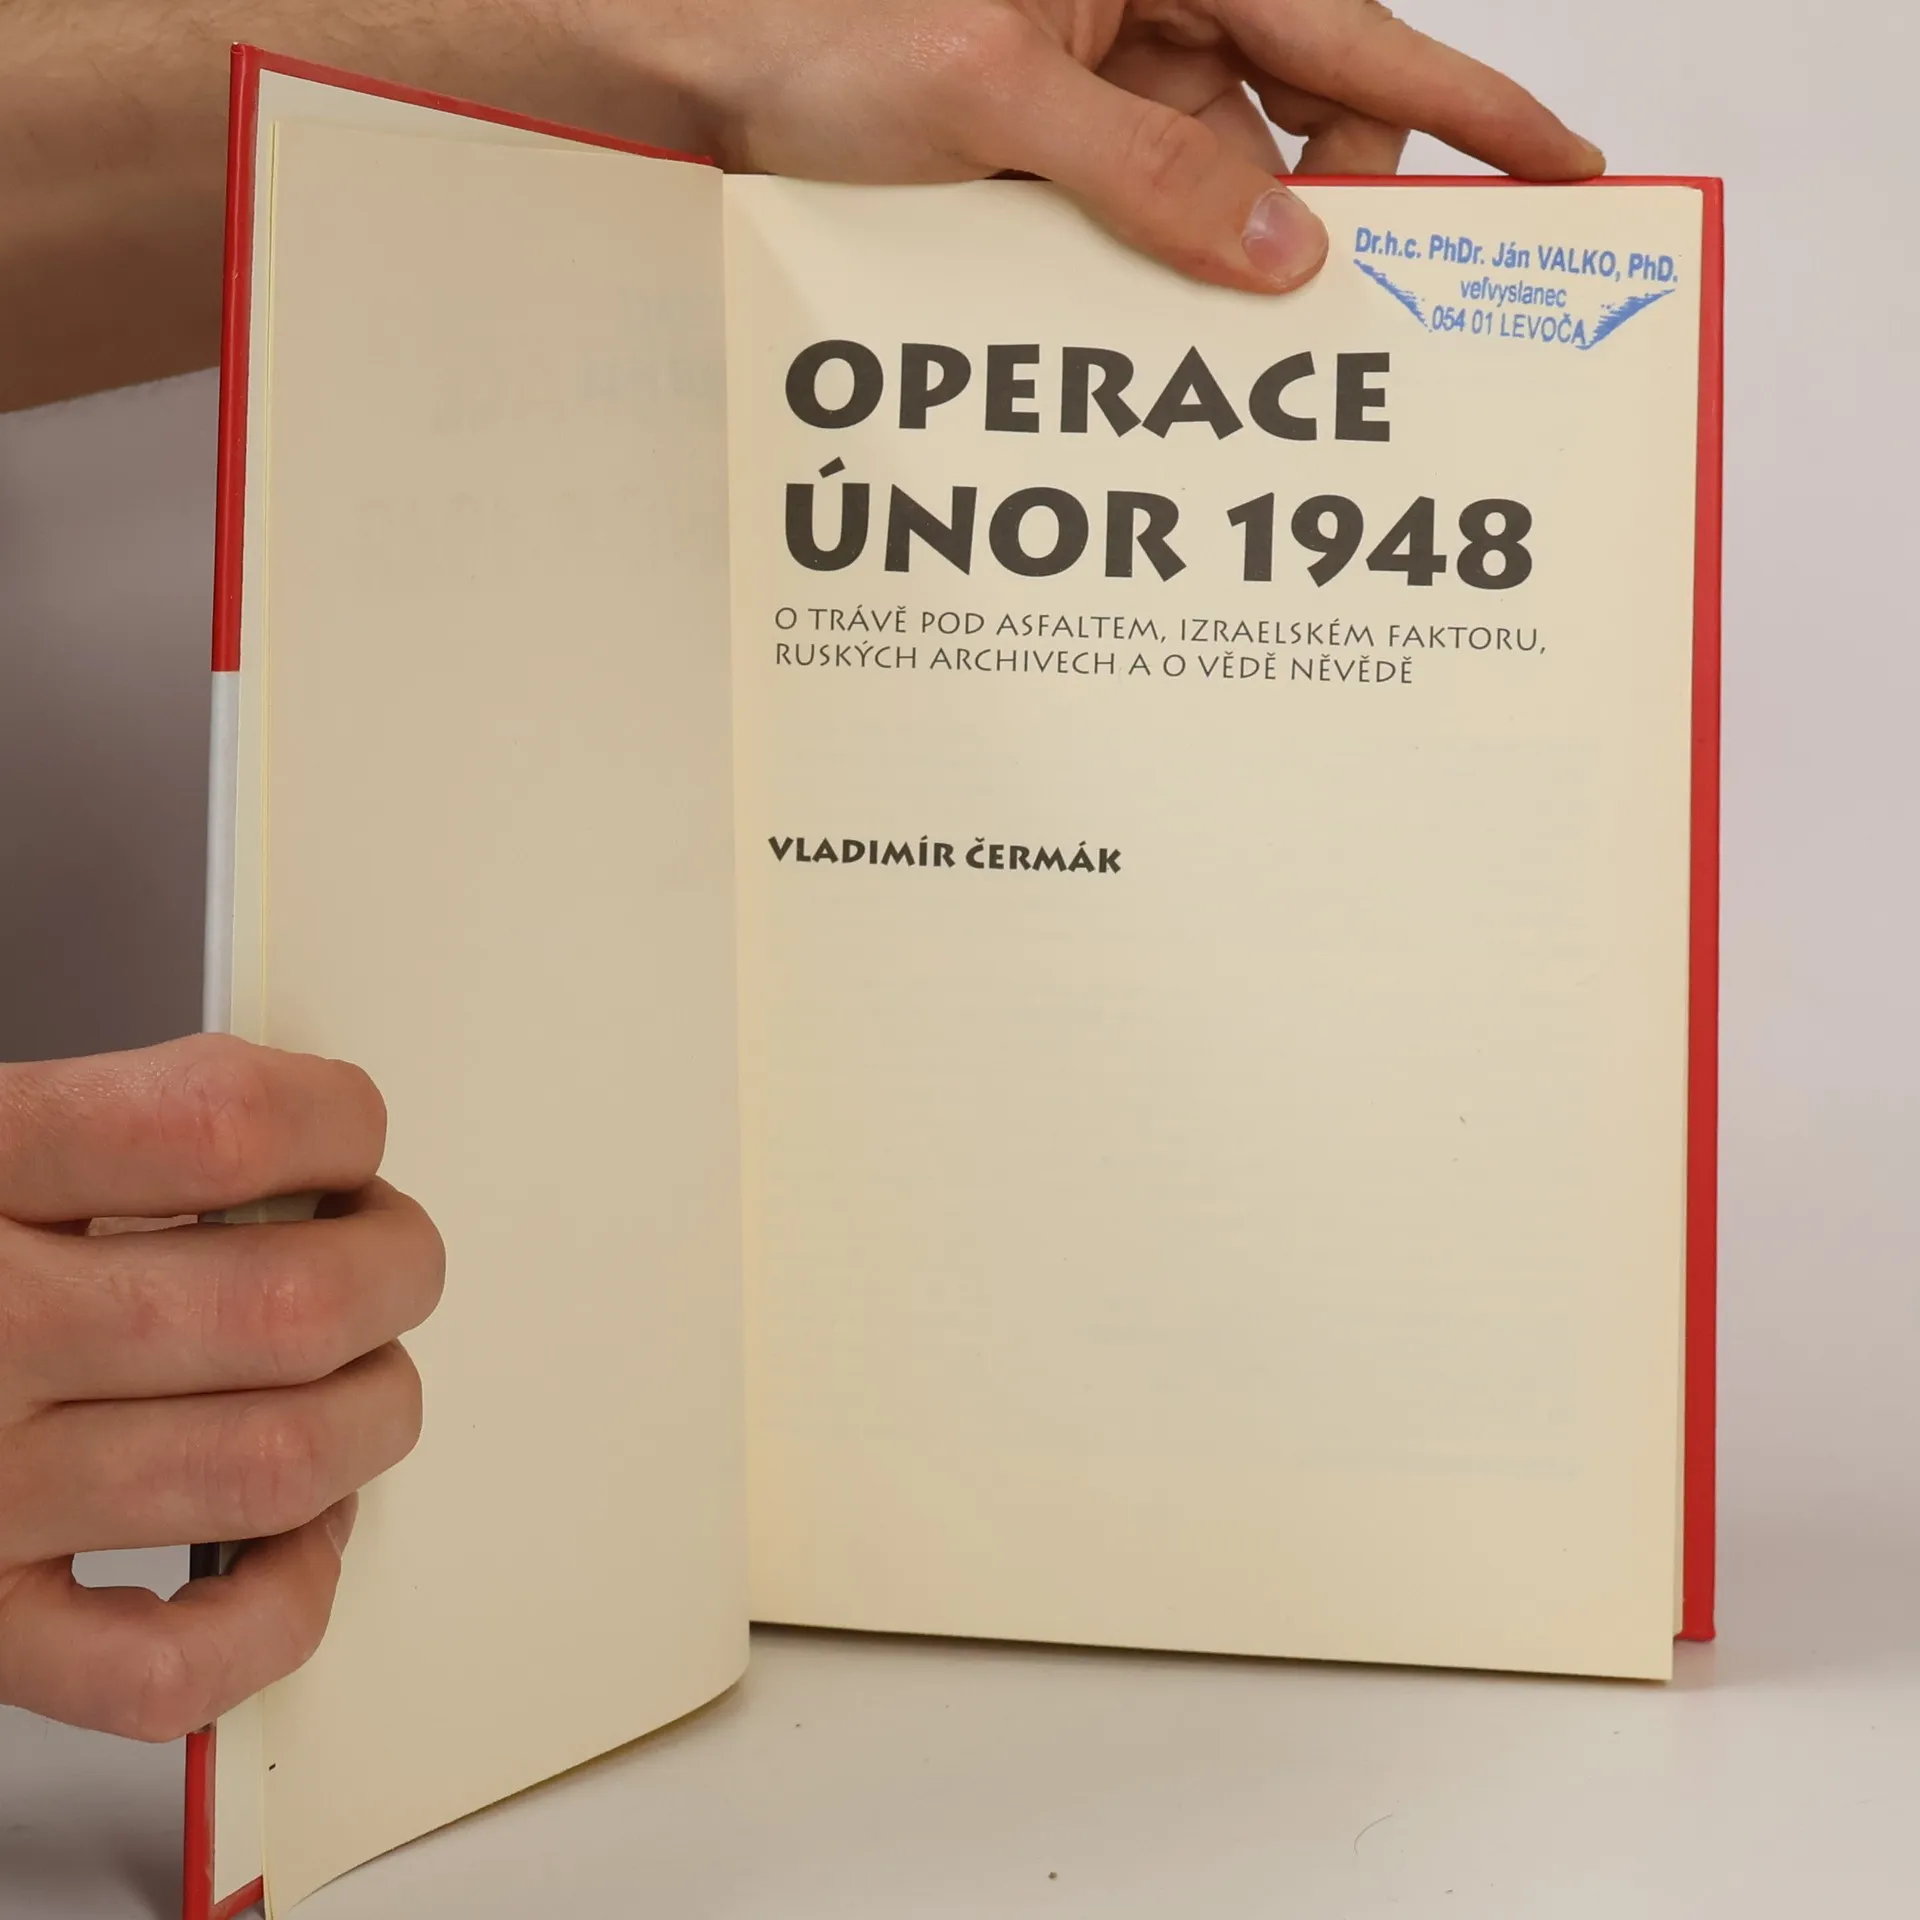 Dr.h.c. PhDr. Ján VALKO, PhD.
veľvyslanec
054 01 LEVOČA
OPERACE
ÚNOR 1948
O TRÁVĚ POD ASFALTEM, IZRAELSKÉM FAKTORU,
RUSKÝCH ARCHIVECH A O VĚDĚ NĚVĚDĚ
VLADIMÍR ČERMÁK